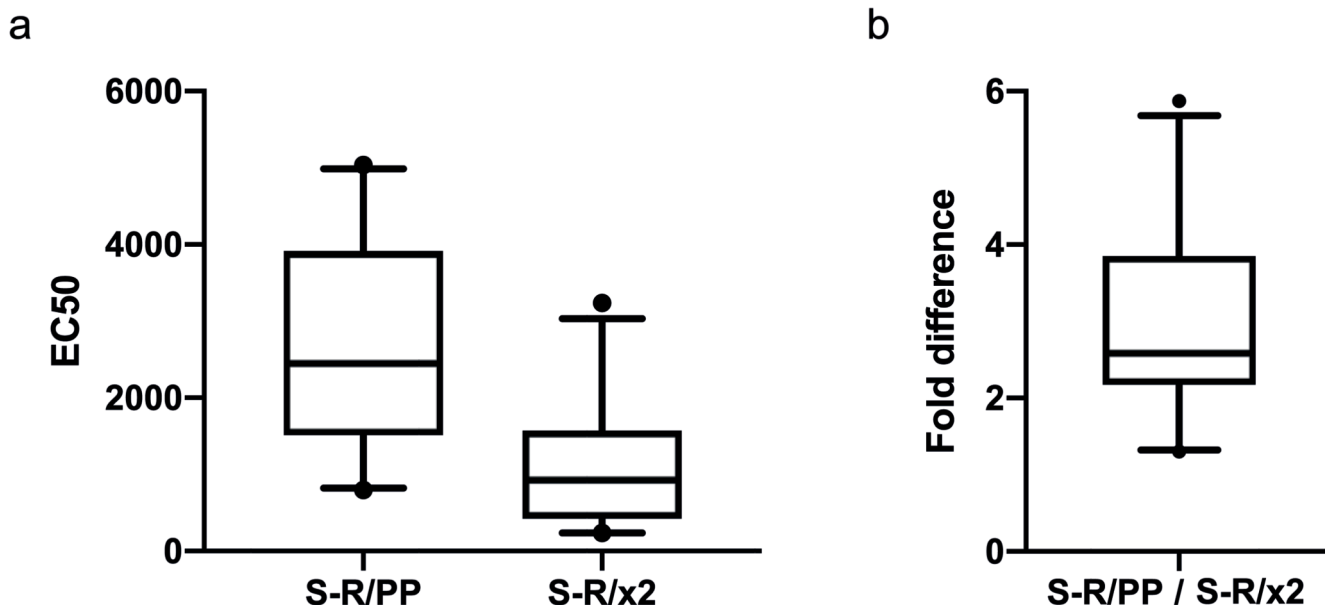 a
6000
4000
2000
0
EC50
S-R/PP
S-R/x2
b
6
4
2
0
Fold difference
S-R/PP / S-R/x2